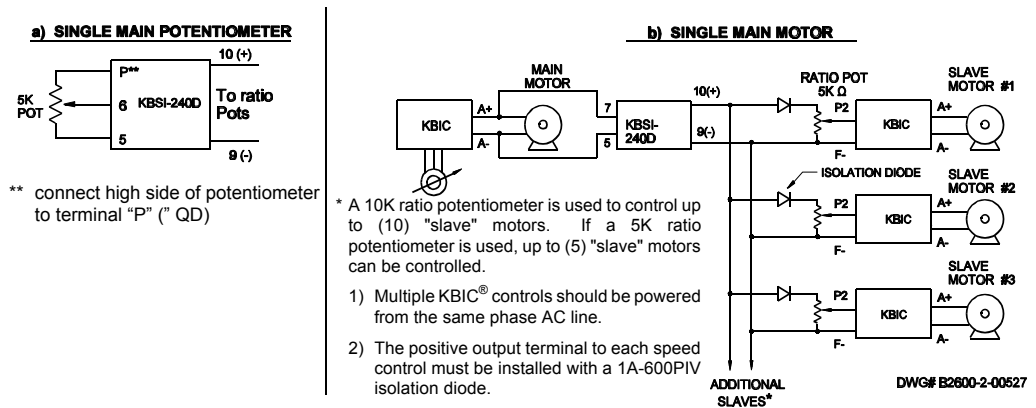 a) SINGLE MAIN POTENTIOMETER
10 (+)
P**
5K
POT
6
KBSI-240D
To ratio
Pots
5
9 (-)
** connect high side of potentiometer
to terminal “P” (” QD)
b) SINGLE MAIN MOTOR
MAIN
MOTOR
KBIC
A+
A-
7
5
KBSI-
240D
10(+)
9(-)
RATIO POT
5K Ω
P2
F-
KBIC
A+
A-
SLAVE
MOTOR #1
ISOLATION DIODE
P2
F-
KBIC
A+
A-
SLAVE
MOTOR #2
P2
F-
KBIC
A+
A-
SLAVE
MOTOR #3
* A 10K ratio potentiometer is used to control up
to (10) "slave" motors. If a 5K ratio
potentiometer is used, up to (5) "slave" motors
can be controlled.
1) Multiple KBIC® controls should be powered
from the same phase AC line.
2) The positive output terminal to each speed
control must be installed with a 1A-600PIV
isolation diode.
ADDITIONAL
SLAVES*
DWG# B2600-2-00527